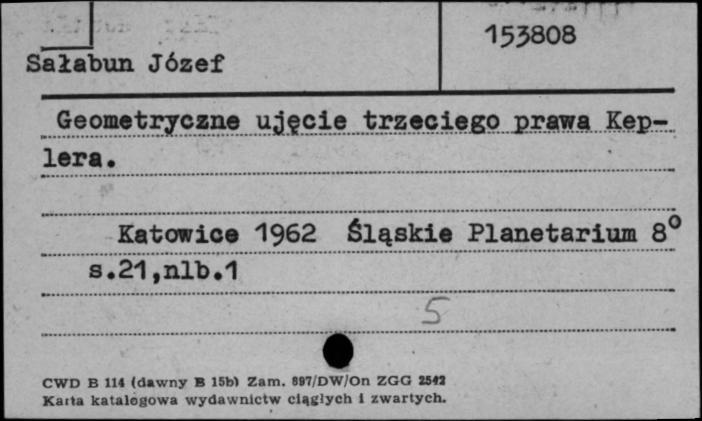 153808
Sałabun Józef
Geometryczne ujęcie trzeciego prawa Kep-
lera.
Katowice 1962 Śląskie Planetarium 8°
s.21,nlb.1
5
CWD B 114 (dawny B 15b) Zam. 897/DW/On ZGG 2542
Karta katalogowa wydawnictw ciągłych i zwartych.